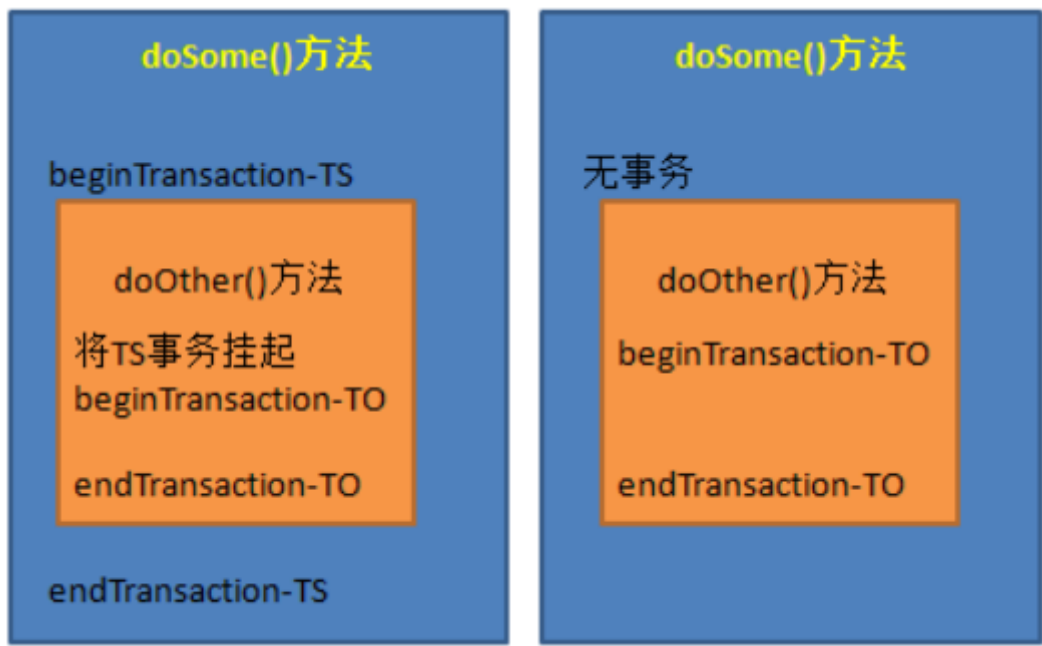 doSome()方法
beginTransaction-TS
doOther()方法
将TS事务挂起
beginTransaction-TO
endTransaction-TO
endTransaction-TS
doSome()方法
无事务
doOther()方法
beginTransaction-TO
endTransaction-TO